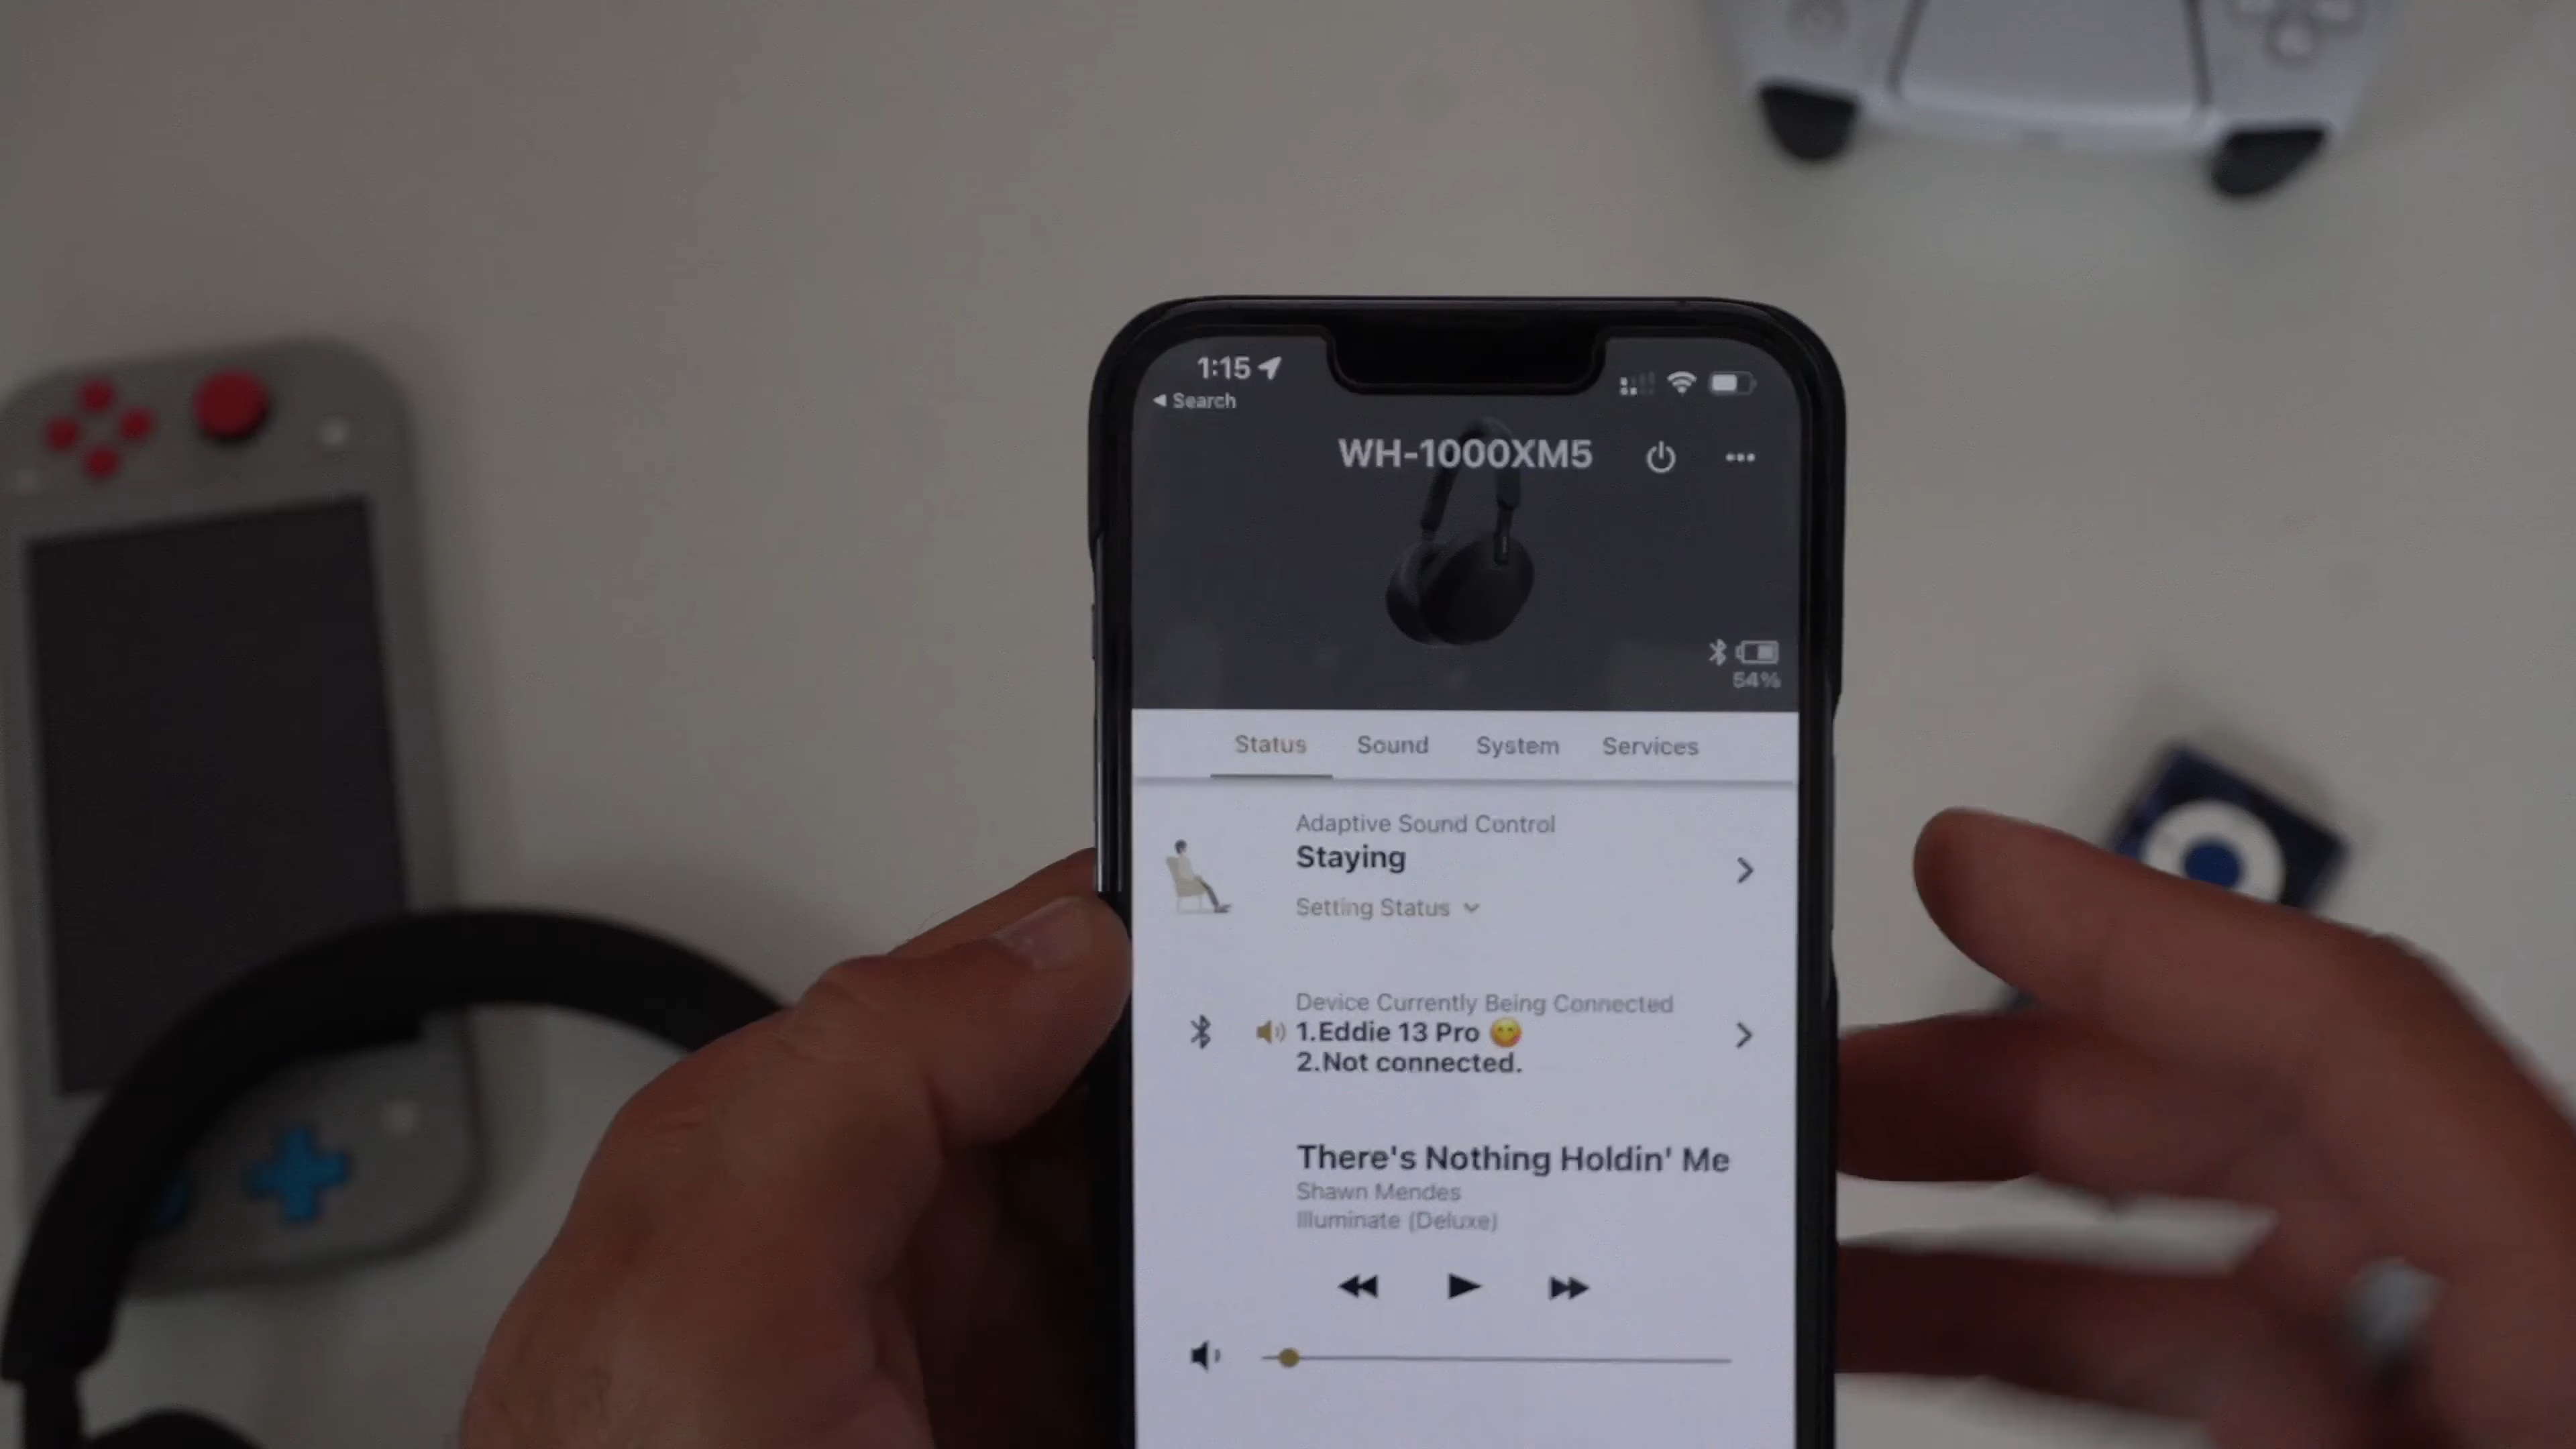 1:15
Search
WH-1000XM5
54%
Status Sound System Services
Adaptive Sound Control
Staying
Setting Status
Device Currently Being Connected
1.Eddie 13 Pro 😋
2.Not connected.
There's Nothing Holdin' Me
Shawn Mendes
Illuminate (Deluxe)